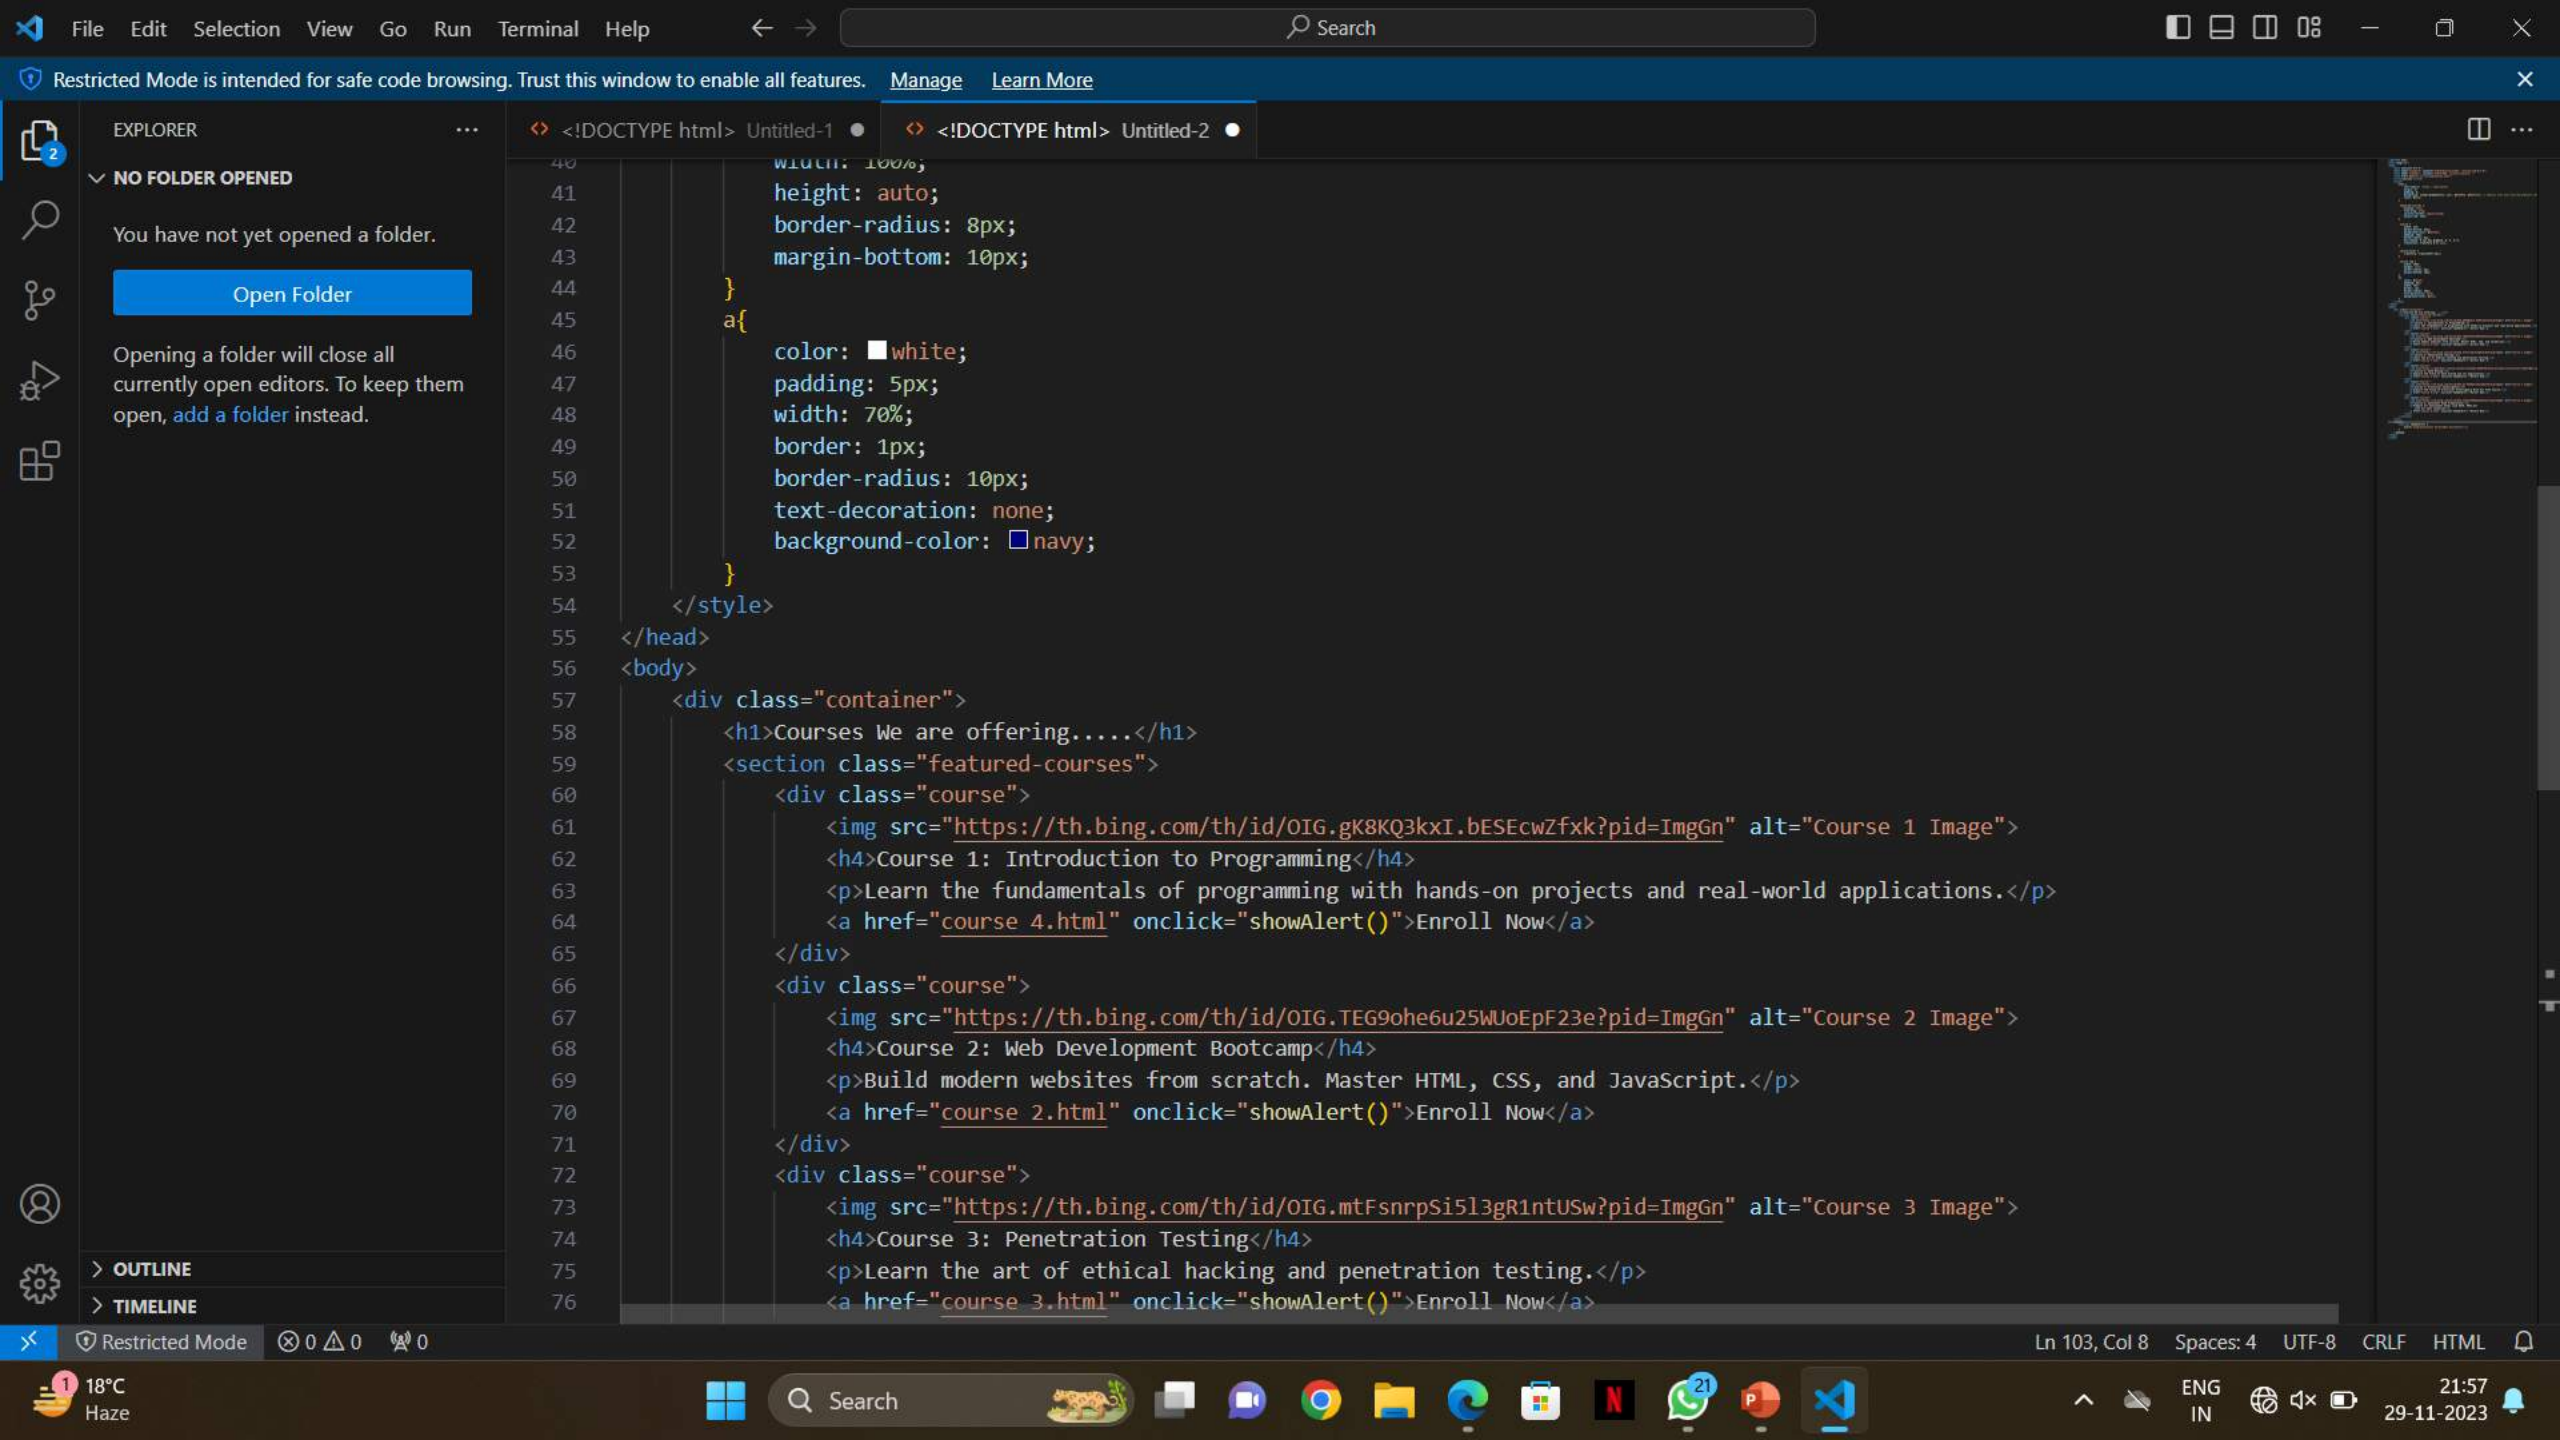 File Edit Selection View Go Run Terminal Help Search
Restricted Mode is intended for safe code browsing. Trust this window to enable all features. Manage Learn More
EXPLORER ...
2
NO FOLDER OPENED
You have not yet opened a folder.
Open Folder
Opening a folder will close all
currently open editors. To keep them
open, add a folder instead.
OUTLINE
TIMELINE
<!DOCTYPE html> Untitled-1 <!DOCTYPE html> Untitled-2
40 width: 100%;
41 height: auto;
42 border-radius: 8px;
43 margin-bottom: 10px;
44 }
45 a{
46 color: white;
47 padding: 5px;
48 width: 70%;
49 border: 1px;
50 border-radius: 10px;
51 text-decoration: none;
52 background-color: navy;
53 }
54 </style>
55 </head>
56 <body>
57 <div class="container">
58 <h1>Courses We are offering.....</h1>
59 <section class="featured-courses">
60 <div class="course">
61 <img src="https://th.bing.com/th/id/OIG.gK8KQ3kxI.bESEcwZfxk?pid=ImgGn" alt="Course 1 Image">
62 <h4>Course 1: Introduction to Programming</h4>
63 <p>Learn the fundamentals of programming with hands-on projects and real-world applications.</p>
64 <a href="course 4.html" onclick="showAlert()">Enroll Now</a>
65 </div>
66 <div class="course">
67 <img src="https://th.bing.com/th/id/OIG.TEG9ohe6u25WUoEpF23e?pid=ImgGn" alt="Course 2 Image">
68 <h4>Course 2: Web Development Bootcamp</h4>
69 <p>Build modern websites from scratch. Master HTML, CSS, and JavaScript.</p>
70 <a href="course 2.html" onclick="showAlert()">Enroll Now</a>
71 </div>
72 <div class="course">
73 <img src="https://th.bing.com/th/id/OIG.mtFsnrpSi5l3gR1ntUSw?pid=ImgGn" alt="Course 3 Image">
74 <h4>Course 3: Penetration Testing</h4>
75 <p>Learn the art of ethical hacking and penetration testing.</p>
76 <a href="course 3.html" onclick="showAlert()">Enroll Now</a>
Restricted Mode 0 0 0 Ln 103, Col 8 Spaces: 4 UTF-8 CRLF HTML
1 18°C
Haze
Search
N
21
P
ENG
IN
21:57
29-11-2023